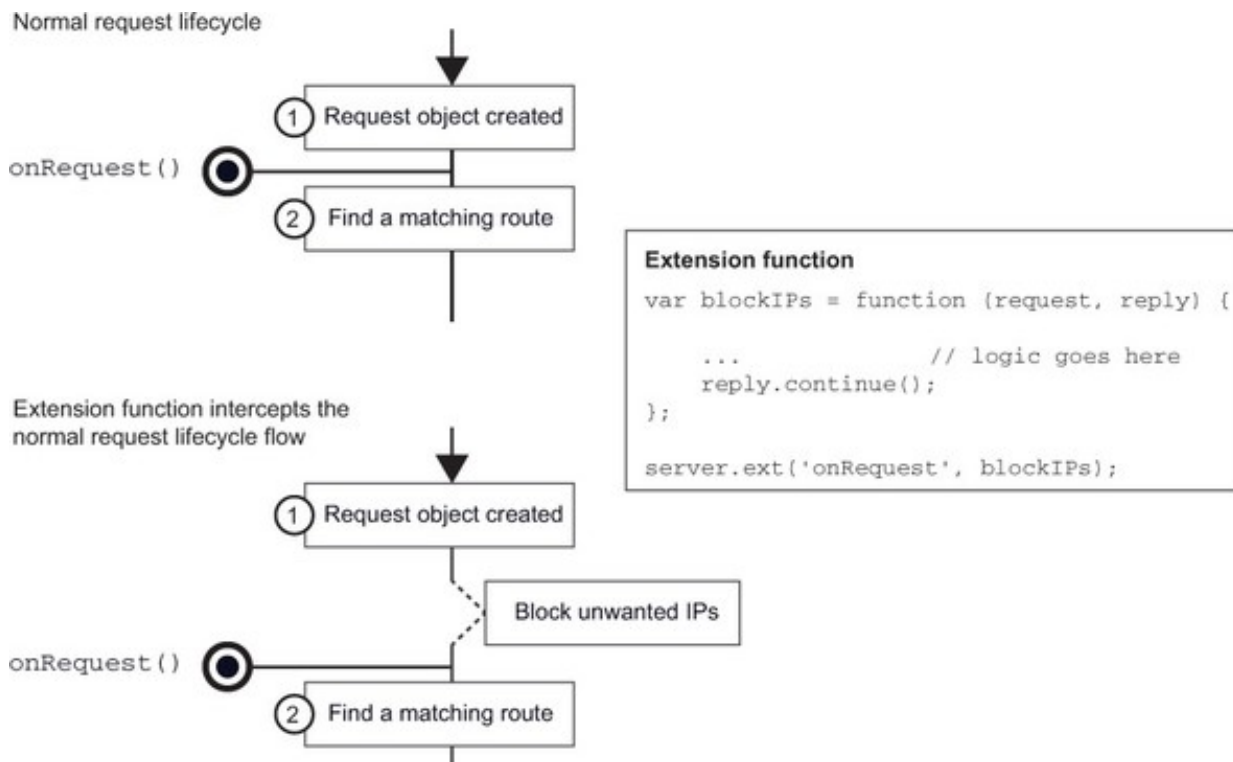 Normal request lifecycle
1 Request object created
onRequest()
2 Find a matching route
Extension function
var blockIPs = function (request, reply) {
... // logic goes here
reply.continue();
};
server.ext('onRequest', blockIPs);
Extension function intercepts the
normal request lifecycle flow
1 Request object created
Block unwanted IPs
onRequest()
2 Find a matching route